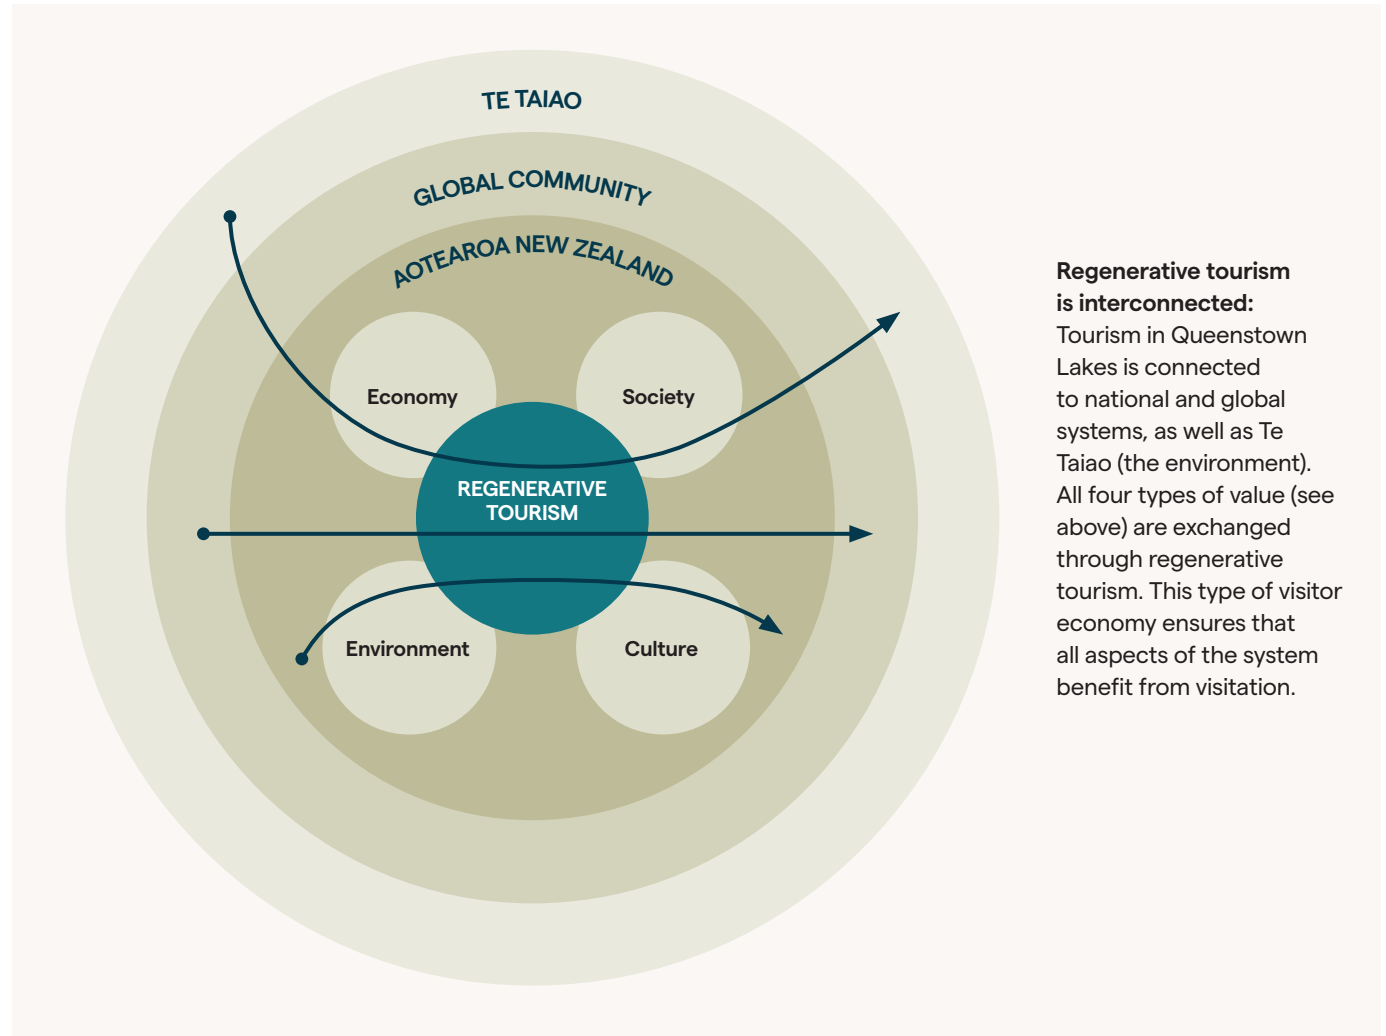 TE TAIAO
GLOBAL COMMUNITY
AOTEAROA NEW ZEALAND
Economy
Society
REGENERATIVE
TOURISM
Environment
Culture
Regenerative tourism
is interconnected:
Tourism in Queenstown
Lakes is connected
to national and global
systems, as well as Te
Taiao (the environment).
All four types of value (see
above) are exchanged
through regenerative
tourism. This type of visitor
economy ensures that
all aspects of the system
benefit from visitation.